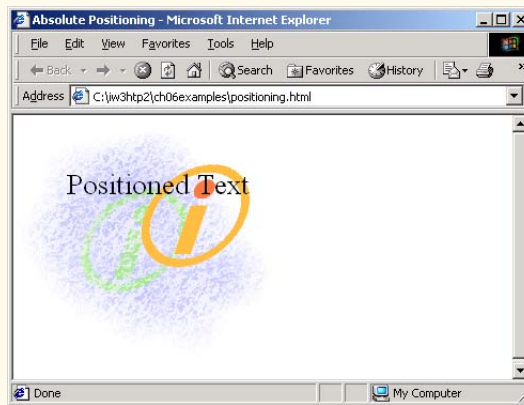 Absolute Positioning - Microsoft Internet Explorer
File Edit View Favorites Tools Help
Back Search Favorites History »
Address C:\iw3htp2\ch06examples\positioning.html
Positioned Text
i i
Done My Computer